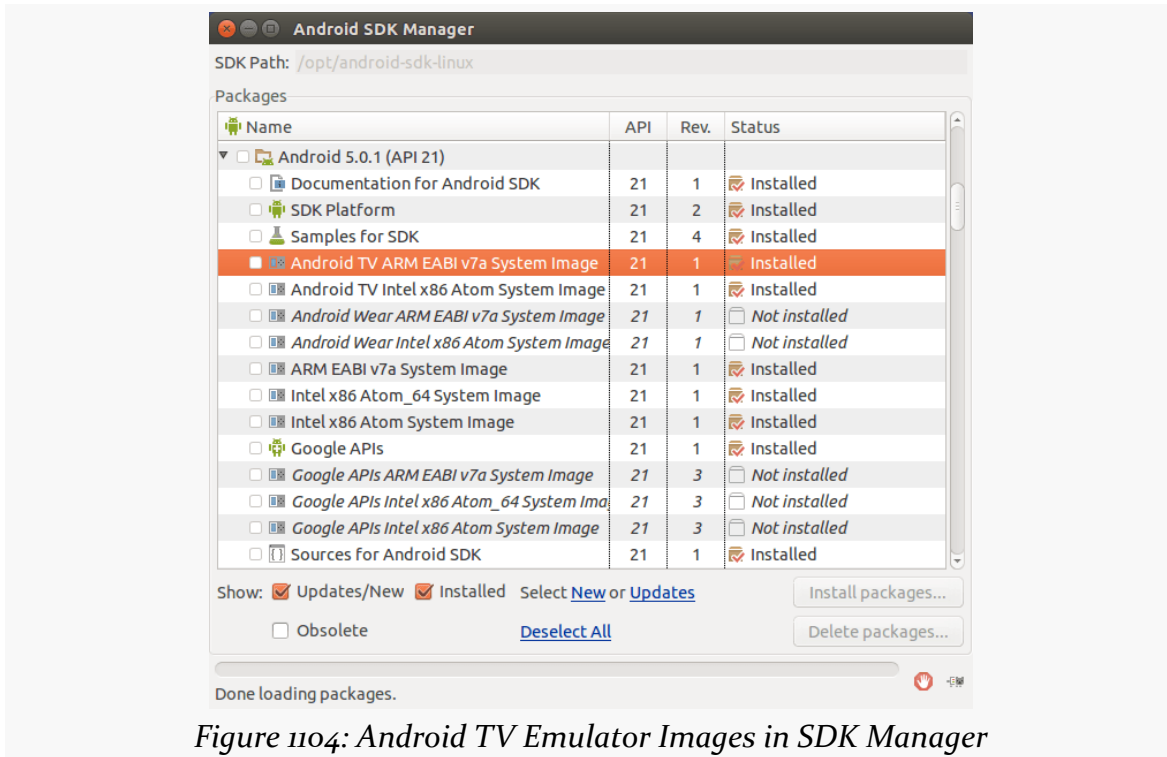 Android SDK Manager
SDK Path: /opt/android-sdk-linux
Packages
Name API Rev. Status
Android 5.0.1 (API 21)
Documentation for Android SDK 21 1 Installed
SDK Platform 21 2 Installed
Samples for SDK 21 4 Installed
Android TV ARM EABI v7a System Image 21 1 Installed
Android TV Intel x86 Atom System Image 21 1 Installed
Android Wear ARM EABI v7a System Image 21 1 Not installed
Android Wear Intel x86 Atom System Image 21 1 Not installed
ARM EABI v7a System Image 21 1 Installed
Intel x86 Atom_64 System Image 21 1 Installed
Intel x86 Atom System Image 21 1 Installed
Google APIs 21 1 Installed
Google APIs ARM EABI v7a System Image 21 3 Not installed
Google APIs Intel x86 Atom_64 System Ima 21 3 Not installed
Google APIs Intel x86 Atom System Image 21 3 Not installed
Sources for Android SDK 21 1 Installed
Show: Updates/New Installed Select New or Updates Install packages...
Obsolete Deselect All Delete packages...
Done loading packages.
Figure 1104: Android TV Emulator Images in SDK Manager